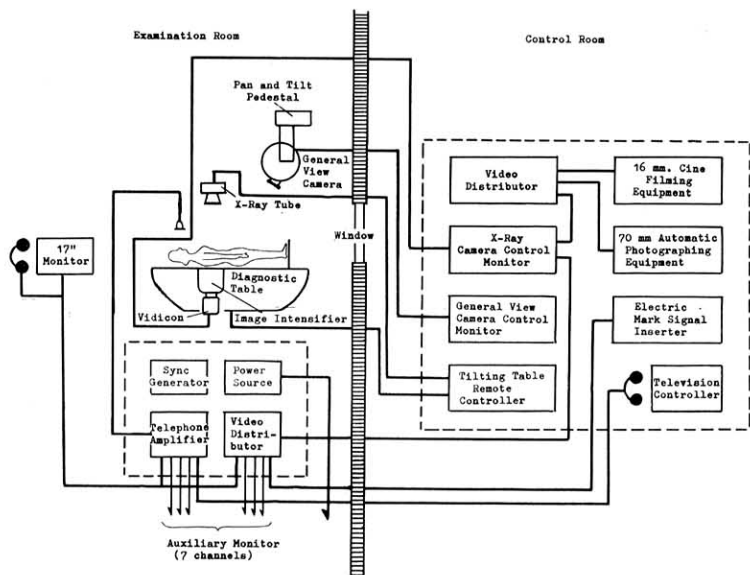 Examination Room
Control Room
Pan and Tilt
Pedestal
General
View
Camera
X-Ray Tube
17"
Monitor
Window
Diagnostic
Table
Vidicon
Image Intensifier
Sync
Generator
Power
Source
Telephone
Amplifier
Video
Distri-
butor
Auxiliary Monitor
(7 channels)
Video
Distributor
16 mm. Cine
Filming
Equipment
X-Ray
Camera Control
Monitor
70 mm Automatic
Photographing
Equipment
General View
Camera Control
Monitor
Electric
Mark Signal
Inserter
Tilting Table
Remote
Controller
Television
Controller